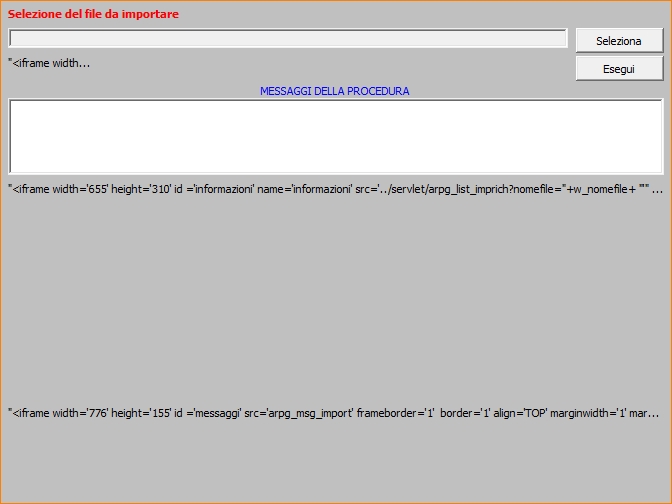 Selezione del file da importare
Seleziona
"<iframe width...
Esegui
MESSAGGI DELLA PROCEDURA
"<iframe width='655' height='310' id ='informazioni' name='informazioni' src='../servlet/arpg_list_imprich?nomefile="+w_nomefile+ "'" ...
"<iframe width='776' height='155' id ='messaggi' src='arpg_msg_import' frameborder='1'  border='1' align='TOP' marginwidth='1' mar...